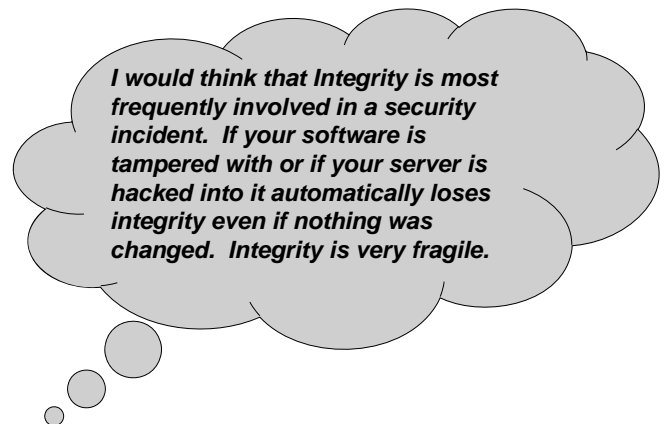 I would think that Integrity is most
frequently involved in a security
incident.  If your software is
tampered with or if your server is
hacked into it automatically loses
integrity even if nothing was
changed.  Integrity is very fragile.